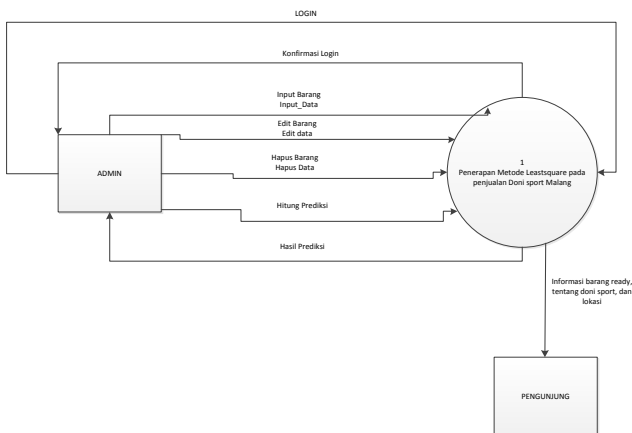 LOGIN
Konfirmasi Login
Input Barang
Input_Data
Edit Barang
Edit data
Hapus Barang
Hapus Data
ADMIN
1
Penerapan Metode Leastsquare pada
penjualan Doni sport Malang
Hitung Prediksi
Hasil Prediksi
Informasi barang ready,
tentang doni sport, dan
lokasi
PENGUNJUNG